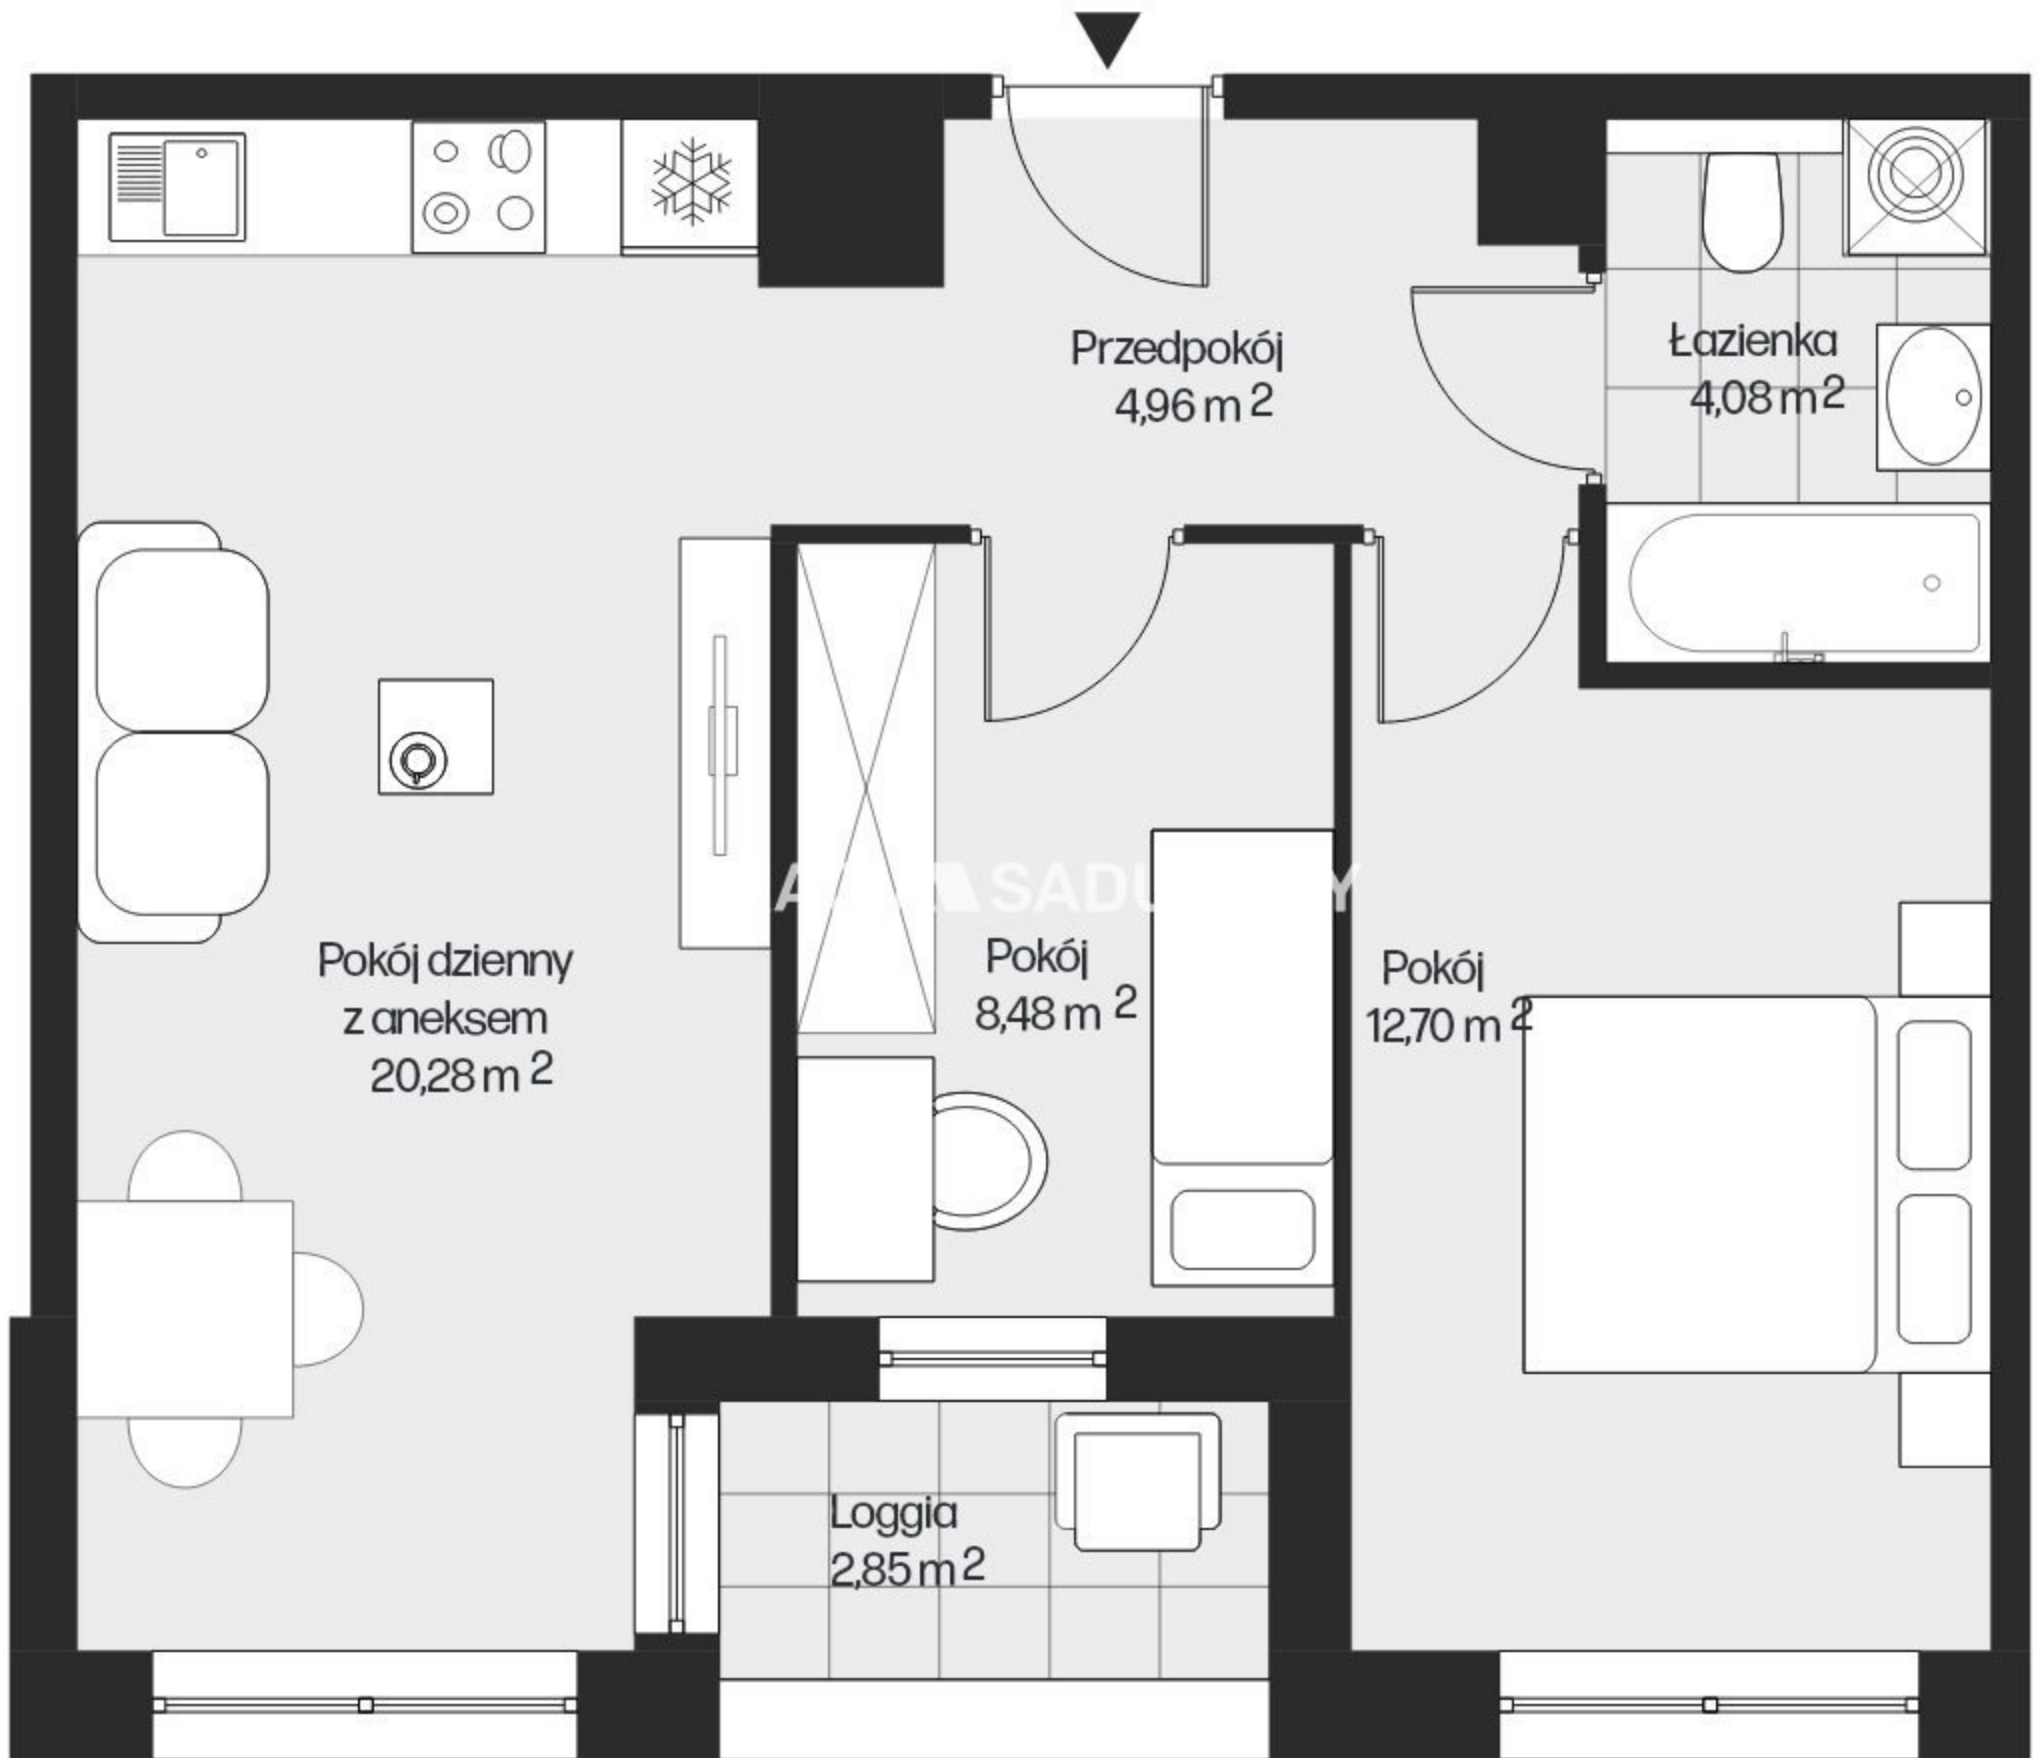 Przedpokój
4,96 m 2
Łazienka
4,08 m 2
Pokój dzienny
z aneksem
20,28 m 2
Pokój
8,48 m 2
Pokój
12,70 m 2
Loggia
2,85 m 2